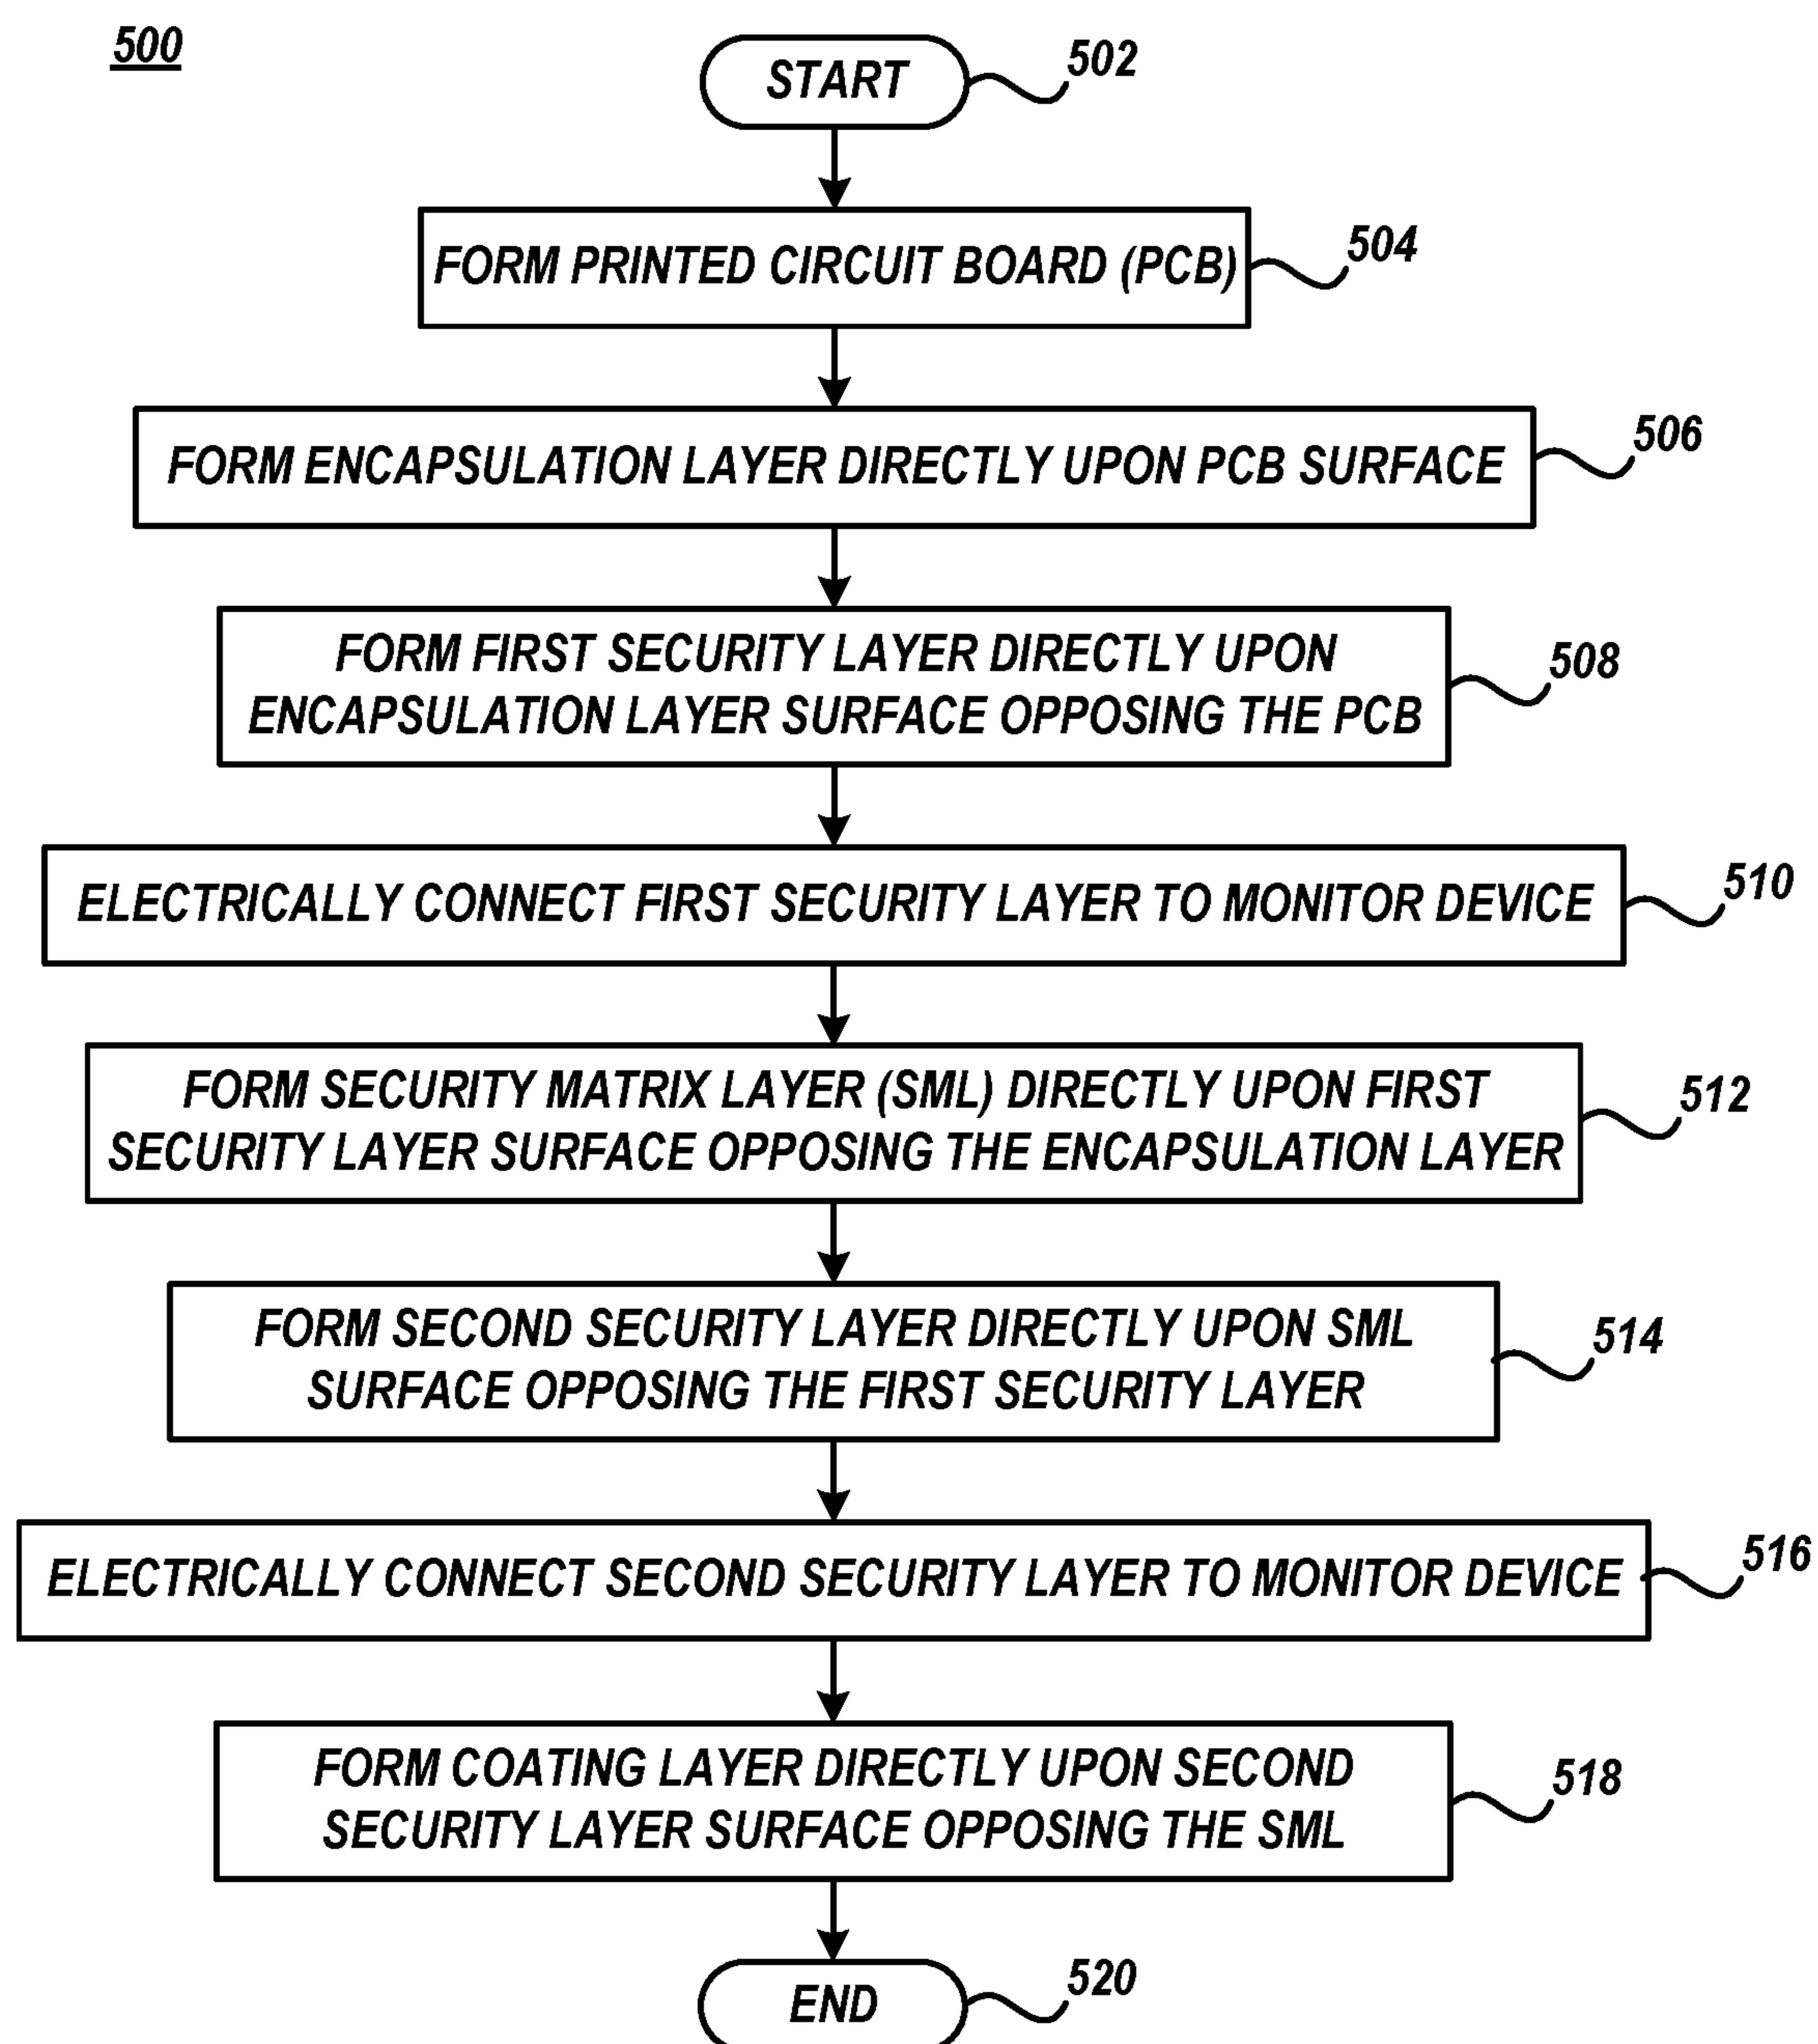 500
START
502
FORM PRINTED CIRCUIT BOARD (PCB)
504
FORM ENCAPSULATION LAYER DIRECTLY UPON PCB SURFACE
506
FORM FIRST SECURITY LAYER DIRECTLY UPON
ENCAPSULATION LAYER SURFACE OPPOSING THE PCB
508
ELECTRICALLY CONNECT FIRST SECURITY LAYER TO MONITOR DEVICE
510
FORM SECURITY MATRIX LAYER (SML) DIRECTLY UPON FIRST
SECURITY LAYER SURFACE OPPOSING THE ENCAPSULATION LAYER
512
FORM SECOND SECURITY LAYER DIRECTLY UPON SML
SURFACE OPPOSING THE FIRST SECURITY LAYER
514
ELECTRICALLY CONNECT SECOND SECURITY LAYER TO MONITOR DEVICE
516
FORM COATING LAYER DIRECTLY UPON SECOND
SECURITY LAYER SURFACE OPPOSING THE SML
518
END
520